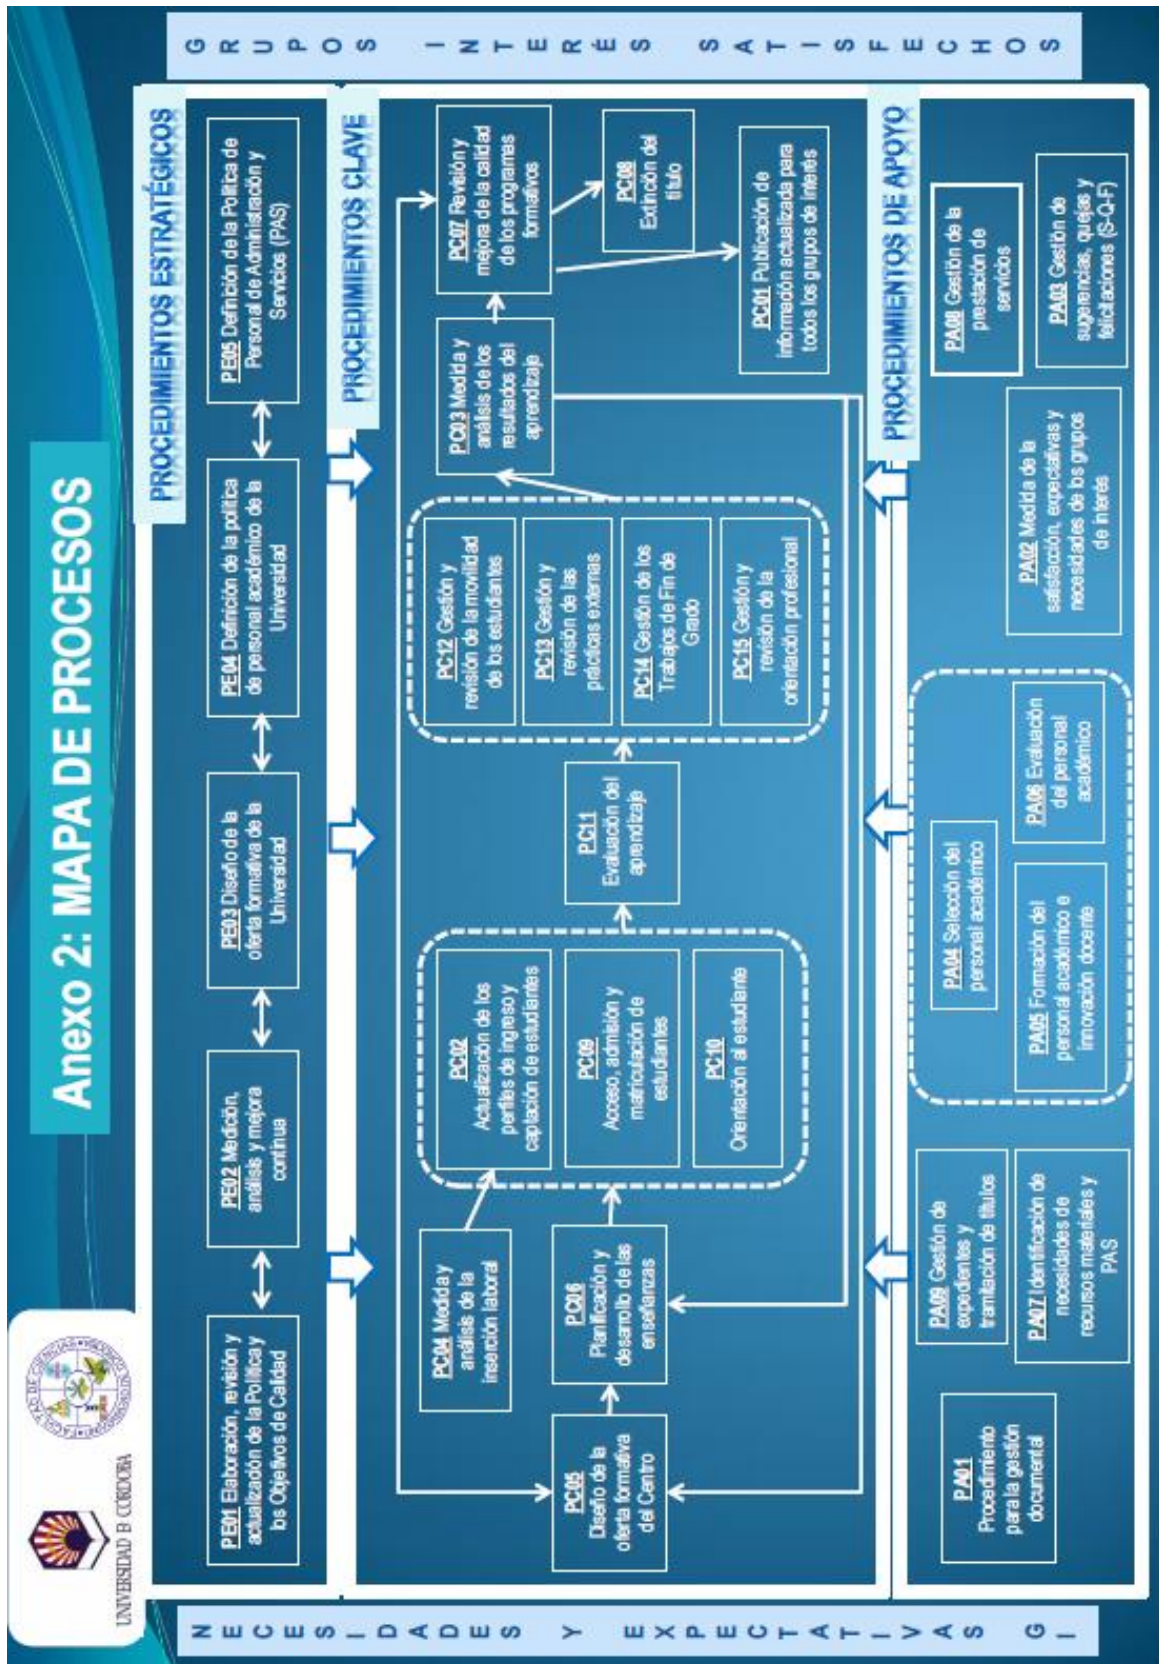 Anexo 2: MAPA DE PROCESOS
UNIVERSIDAD Ð CÓRDOBA
FACULTAD DE CIENCIAS
NECESIDADES Y EXPECTATIVAS GI
GRUPOS INTERÉS SATISFECHOS
PROCEDIMIENTOS ESTRATÉGICOS
PE01 Elaboración, revisión y
actualización de la Política y
los Objetivos de Calidad
PE02 Medición,
análisis y mejora
continua
PE03 Diseño de la
oferta formativa de la
Universidad
PE04 Definición de la política
de personal académico de la
Universidad
PE05 Definición de la Política de
Personal de Administración y
Servicios (PAS)
PROCEDIMIENTOS CLAVE
PC04 Medida y
análisis de la
inserción laboral
PC05
Diseño de la
oferta formativa
del Centro
PC06
Planificación y
desarrollo de las
enseñanzas
PC02
Actualización de los
perfiles de ingreso y
captación de estudiantes
PC09
Acceso, admisión y
matriculación de
estudiantes
PC10
Orientación al estudiante
PC11
Evaluación del
aprendizaje
PC12 Gestión y
revisión de la movilidad
de los estudiantes
PC13 Gestión y
revisión de las
prácticas externas
PC14 Gestión de los
Trabajos de Fin de
Grado
PC15 Gestión y
revisión de la
orientación profesional
PC03 Medida y
análisis de los
resultados del
aprendizaje
PC07 Revisión y
mejora de la calidad
de los programas
formativos
PC08
Extinción del
título
PC01 Publicación de
información actualizada para
todos los grupos de interés
PROCEDIMIENTOS DE APOYO
PA01
Procedimiento
para la gestión
documental
PA09 Gestión de
expedientes y
tramitación de títulos
PA07 Identificación de
necesidades de
recursos materiales y
PAS
PA04 Selección del
personal académico
PA05 Formación del
personal académico e
innovación docente
PA06 Evaluación
del personal
académico
PA02 Medida de la
satisfacción, expectativas y
necesidades de los grupos
de interés
PA08 Gestión de la
prestación de
servicios
PA03 Gestión de
sugerencias, quejas y
felicitaciones (S-Q-F)